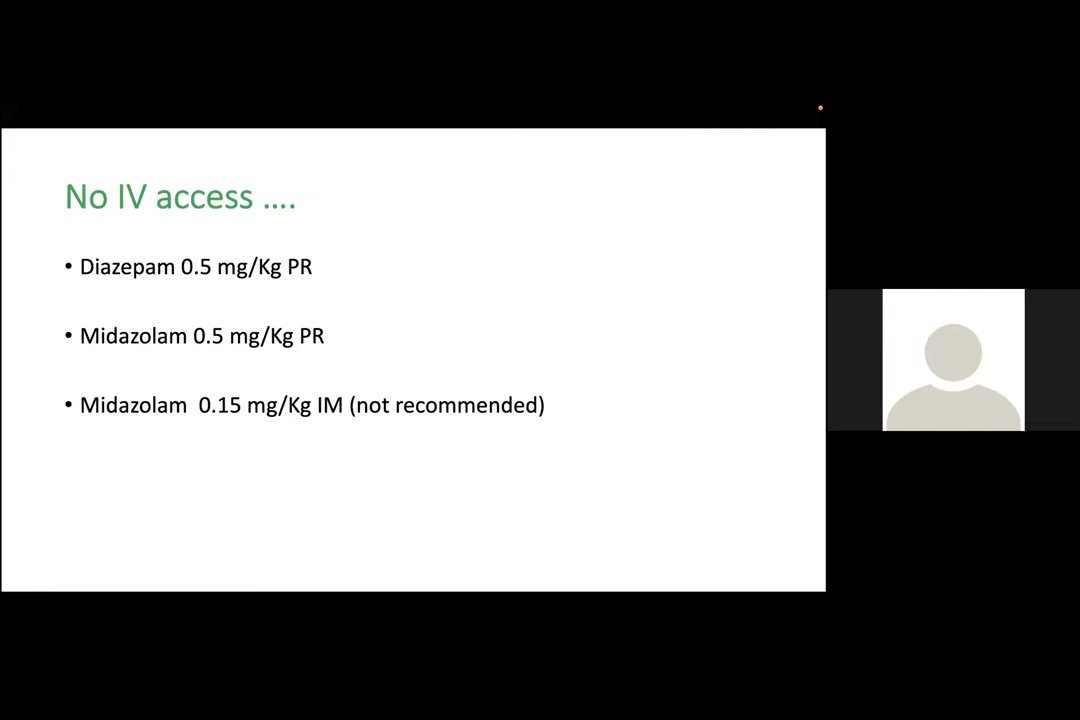 No IV access ....
• Diazepam 0.5 mg/Kg PR
• Midazolam 0.5 mg/Kg PR
• Midazolam  0.15 mg/Kg IM (not recommended)